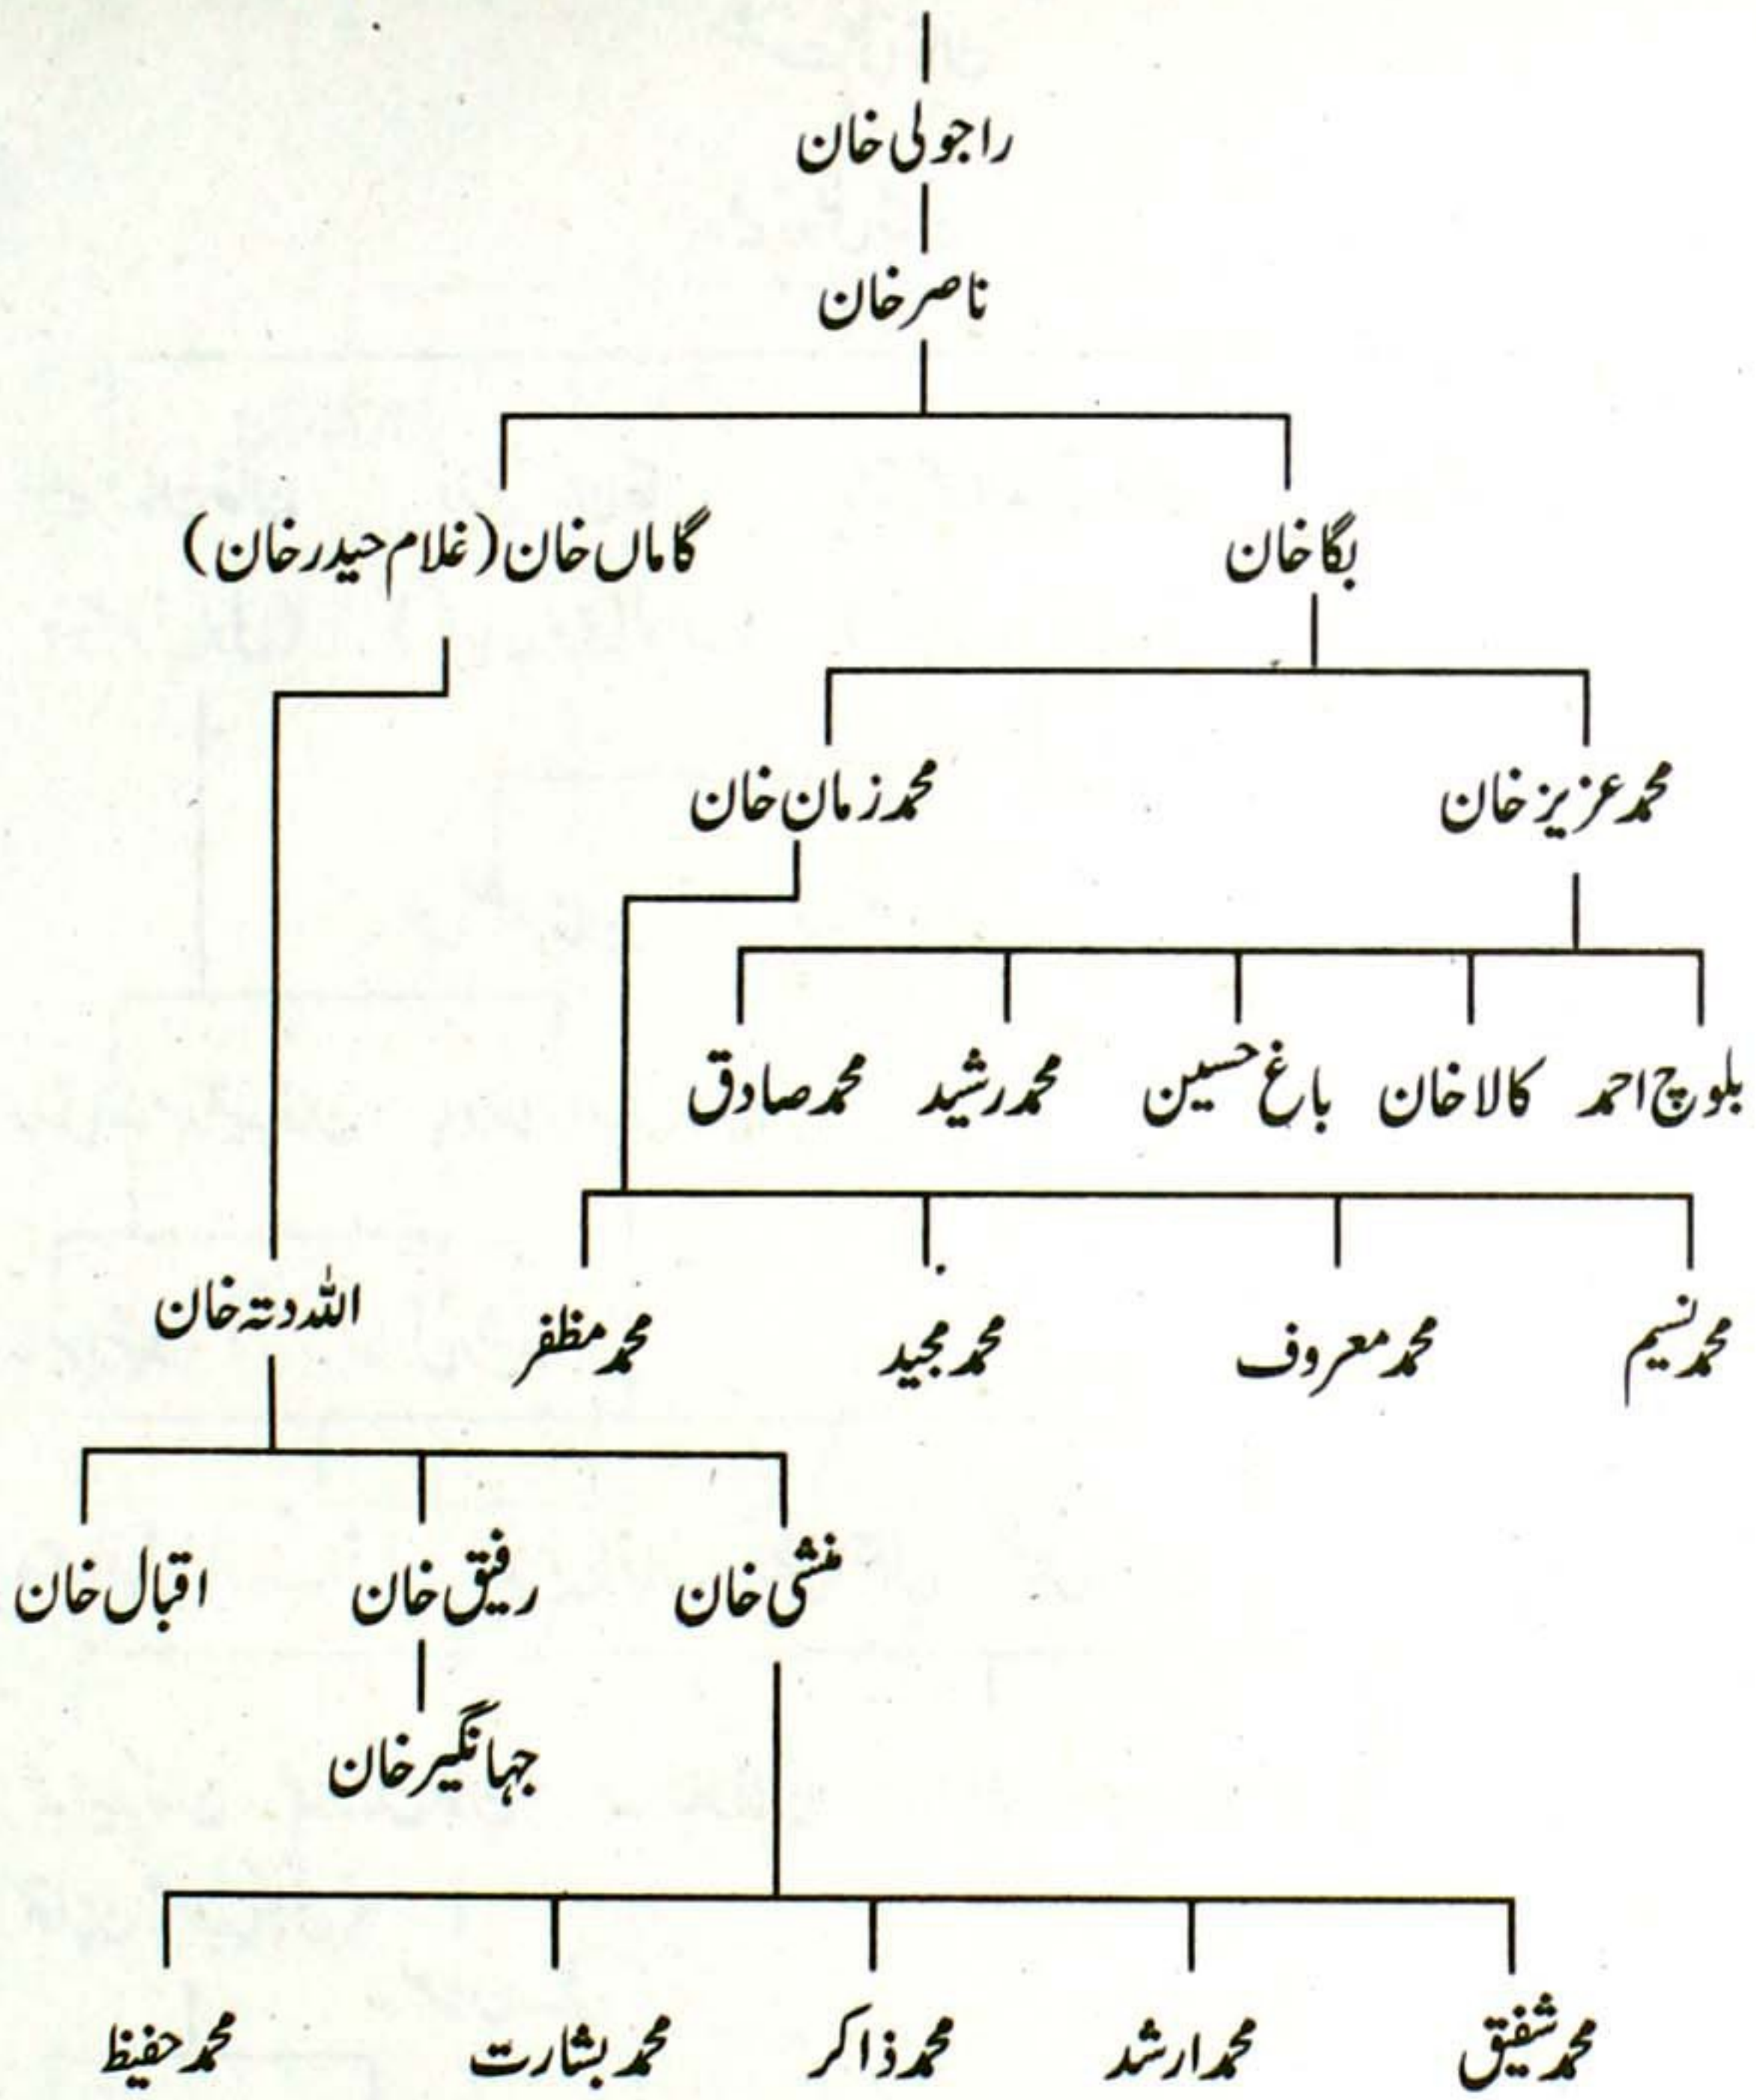 راجولی خان
ناصر خان
بگا خان گاماں خان (غلام حیدر خان)
محمد عزیز خان محمد زمان خان
بلوچ احمد کالا خان باغ حسین محمد رشید محمد صادق
محمد نسیم محمد معروف محمد مجید محمد مظفر اللہ دتہ خان
منشی خان رفیق خان اقبال خان
جہانگیر خان
محمد شفیق محمد ارشد محمد ذاکر محمد بشارت محمد حفیظ